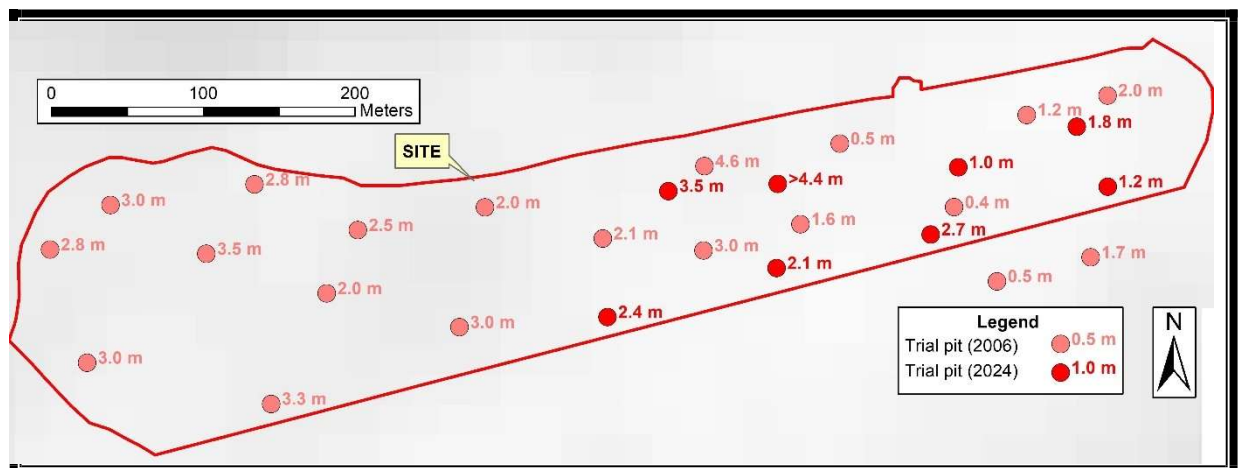 0 100 200
Meters
SITE
2.0 m
1.2 m
1.8 m
0.5 m
4.6 m
1.0 m
2.8 m
>4.4 m
3.5 m
1.2 m
3.0 m
2.0 m
0.4 m
1.6 m
2.5 m
2.7 m
2.1 m
2.8 m
3.5 m
3.0 m
1.7 m
2.1 m
0.5 m
2.0 m
2.4 m
3.0 m
3.0 m
3.3 m
Legend
Trial pit (2006) 0.5 m
Trial pit (2024) 1.0 m
N